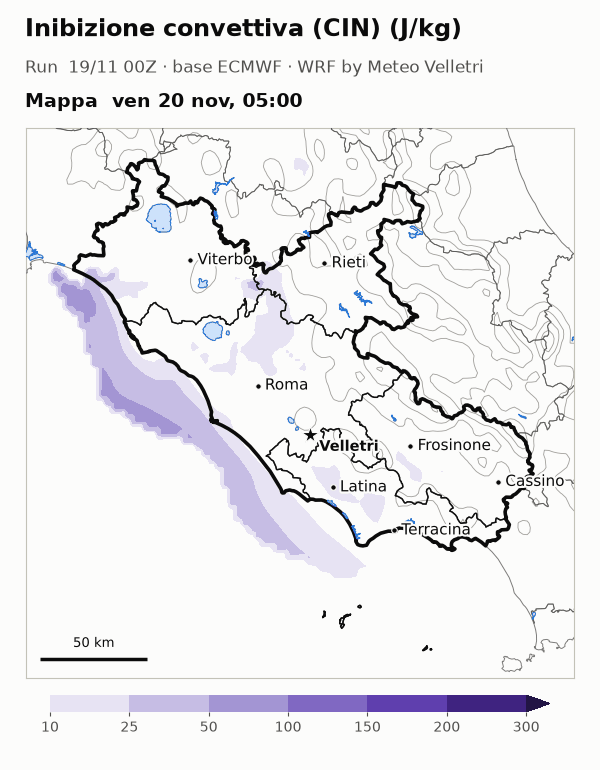 Inibizione convettiva (CIN) (J/kg)
Run  19/11 00Z · base ECMWF · WRF by Meteo Velletri
Mappa  ven 20 nov, 05:00
Viterbo
Rieti
Roma
Velletri
Frosinone
Latina
Cassino
Terracina
50 km
10 25 50 100 150 200 300